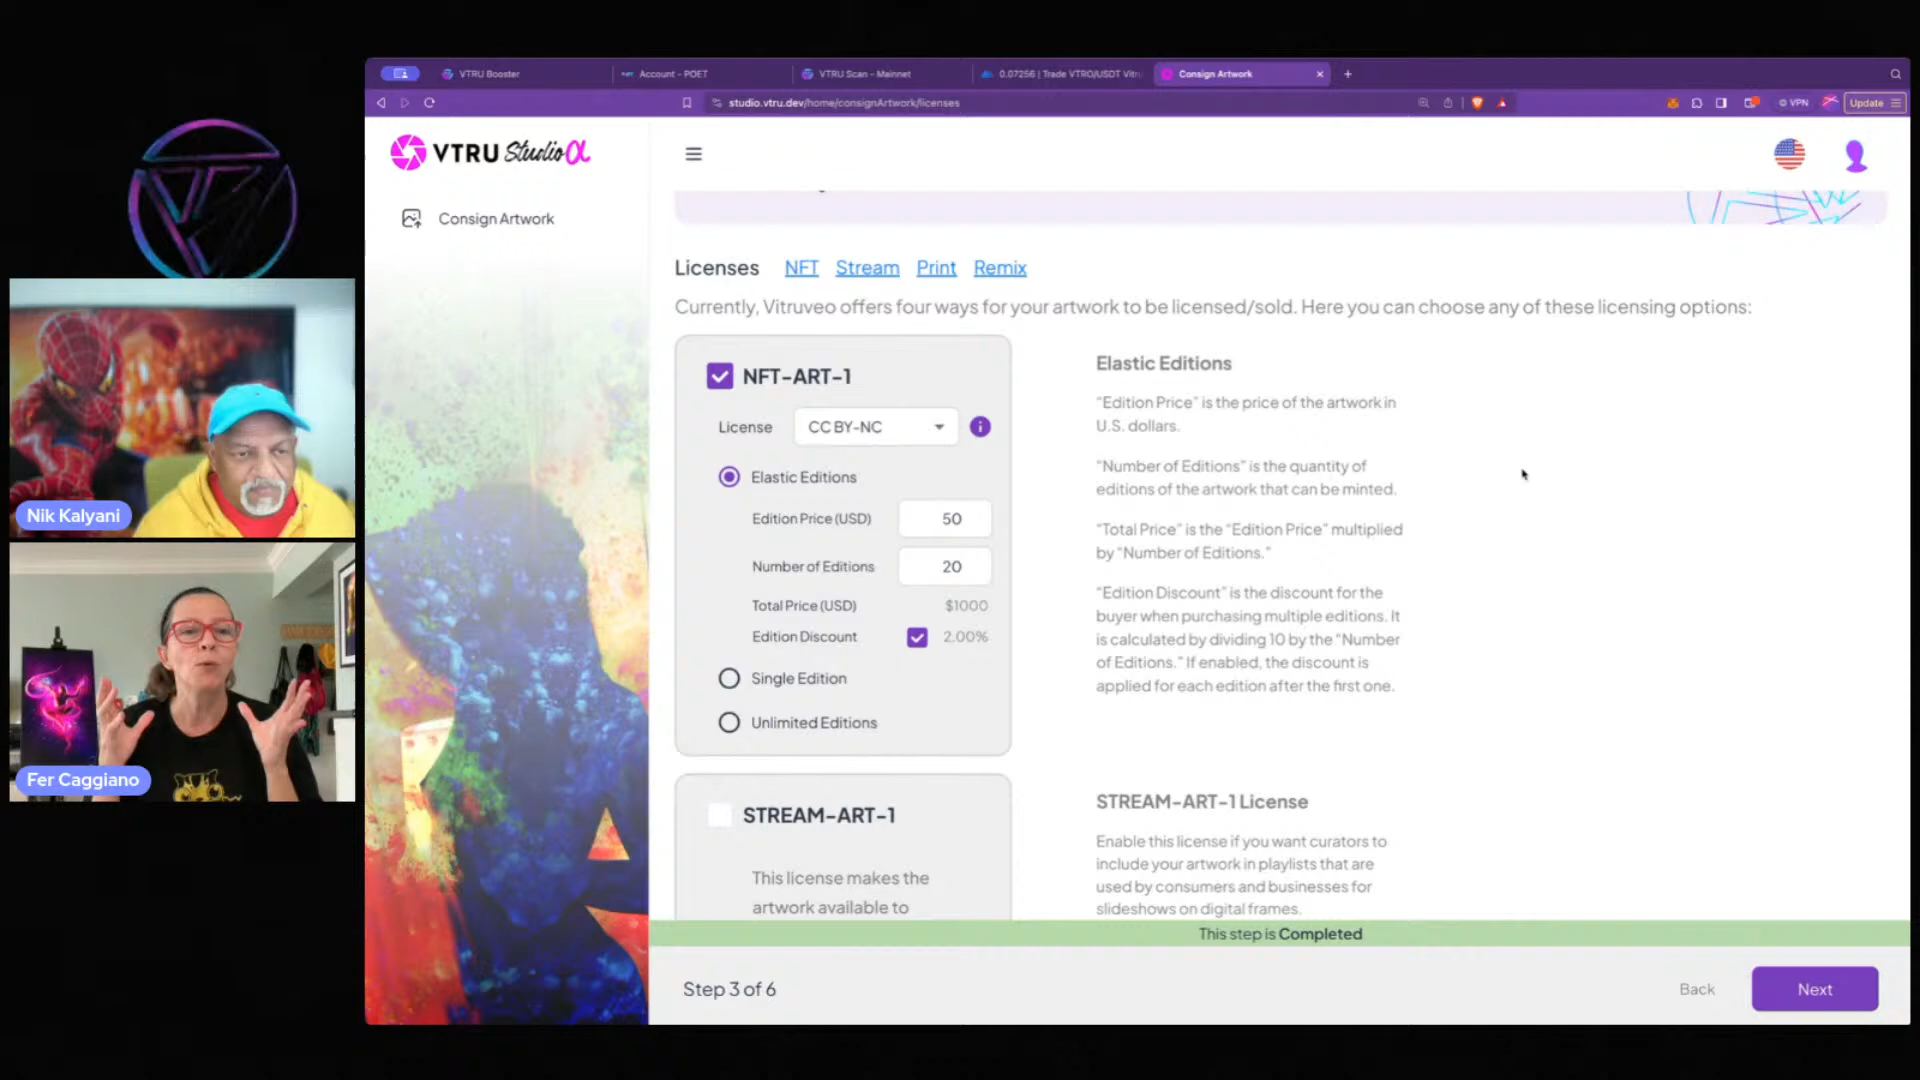 VTRU Booster
Account - POET
VTRU Scan - Mainnet
0.07256 | Trade VTRO/USDT Vitru
Consign Artwork
studio.vtru.dev/home/consignArtwork/licenses
VPN
Update
VTRU Studio α
Consign Artwork
Licenses NFT Stream Print Remix
Currently, Vitruveo offers four ways for your artwork to be licensed/sold. Here you can choose any of these licensing options:
NFT-ART-1
License CC BY-NC i
Elastic Editions
Edition Price (USD) 50
Number of Editions 20
Total Price (USD) $1000
Edition Discount 2.00%
Single Edition
Unlimited Editions
Elastic Editions
“Edition Price” is the price of the artwork in
U.S. dollars.
“Number of Editions” is the quantity of
editions of the artwork that can be minted.
“Total Price” is the “Edition Price” multiplied
by “Number of Editions.”
“Edition Discount” is the discount for the
buyer when purchasing multiple editions. It
is calculated by dividing 10 by the “Number
of Editions.” If enabled, the discount is
applied for each edition after the first one.
STREAM-ART-1
This license makes the
artwork available to
STREAM-ART-1 License
Enable this license if you want curators to
include your artwork in playlists that are
used by consumers and businesses for
slideshows on digital frames.
This step is Completed
Step 3 of 6
Back
Next
Nik Kalyani
Fer Caggiano